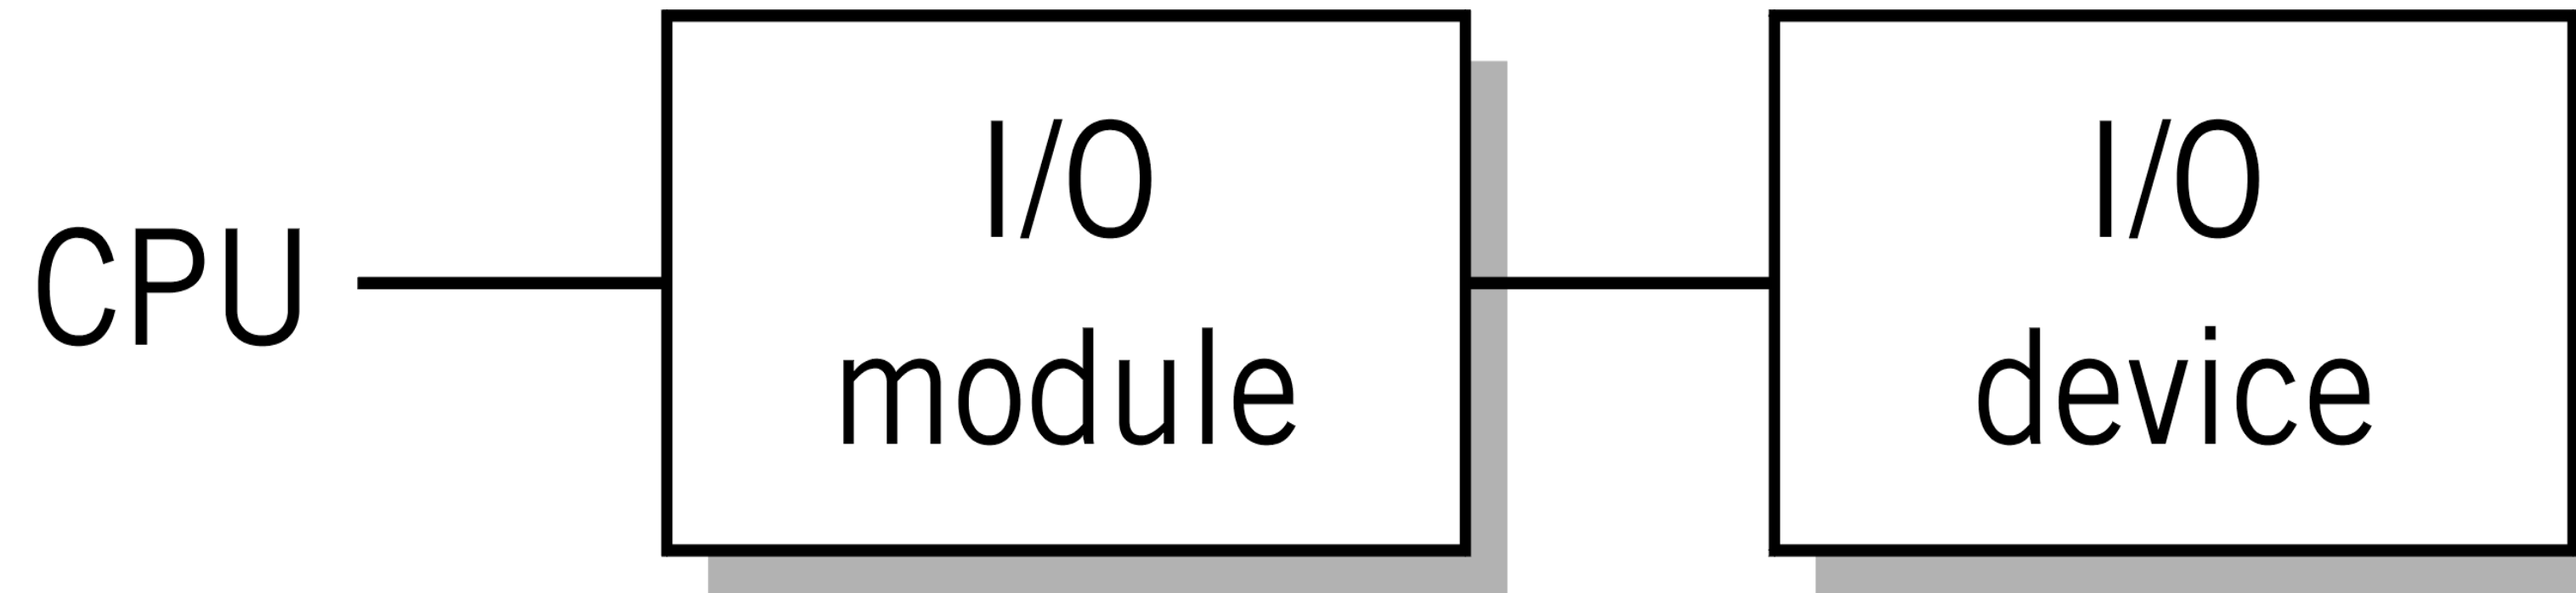 CPU
I/O
module
I/O
device